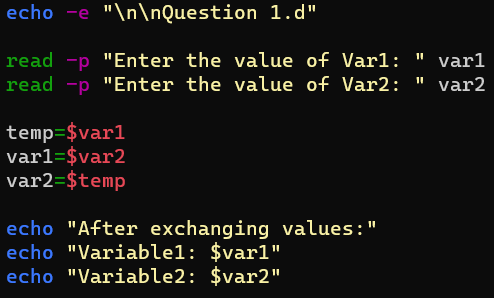 echo -e "\n\nQuestion 1.d"
read -p "Enter the value of Var1: " var1
read -p "Enter the value of Var2: " var2
temp=$var1
var1=$var2
var2=$temp
echo "After exchanging values:"
echo "Variable1: $var1"
echo "Variable2: $var2"